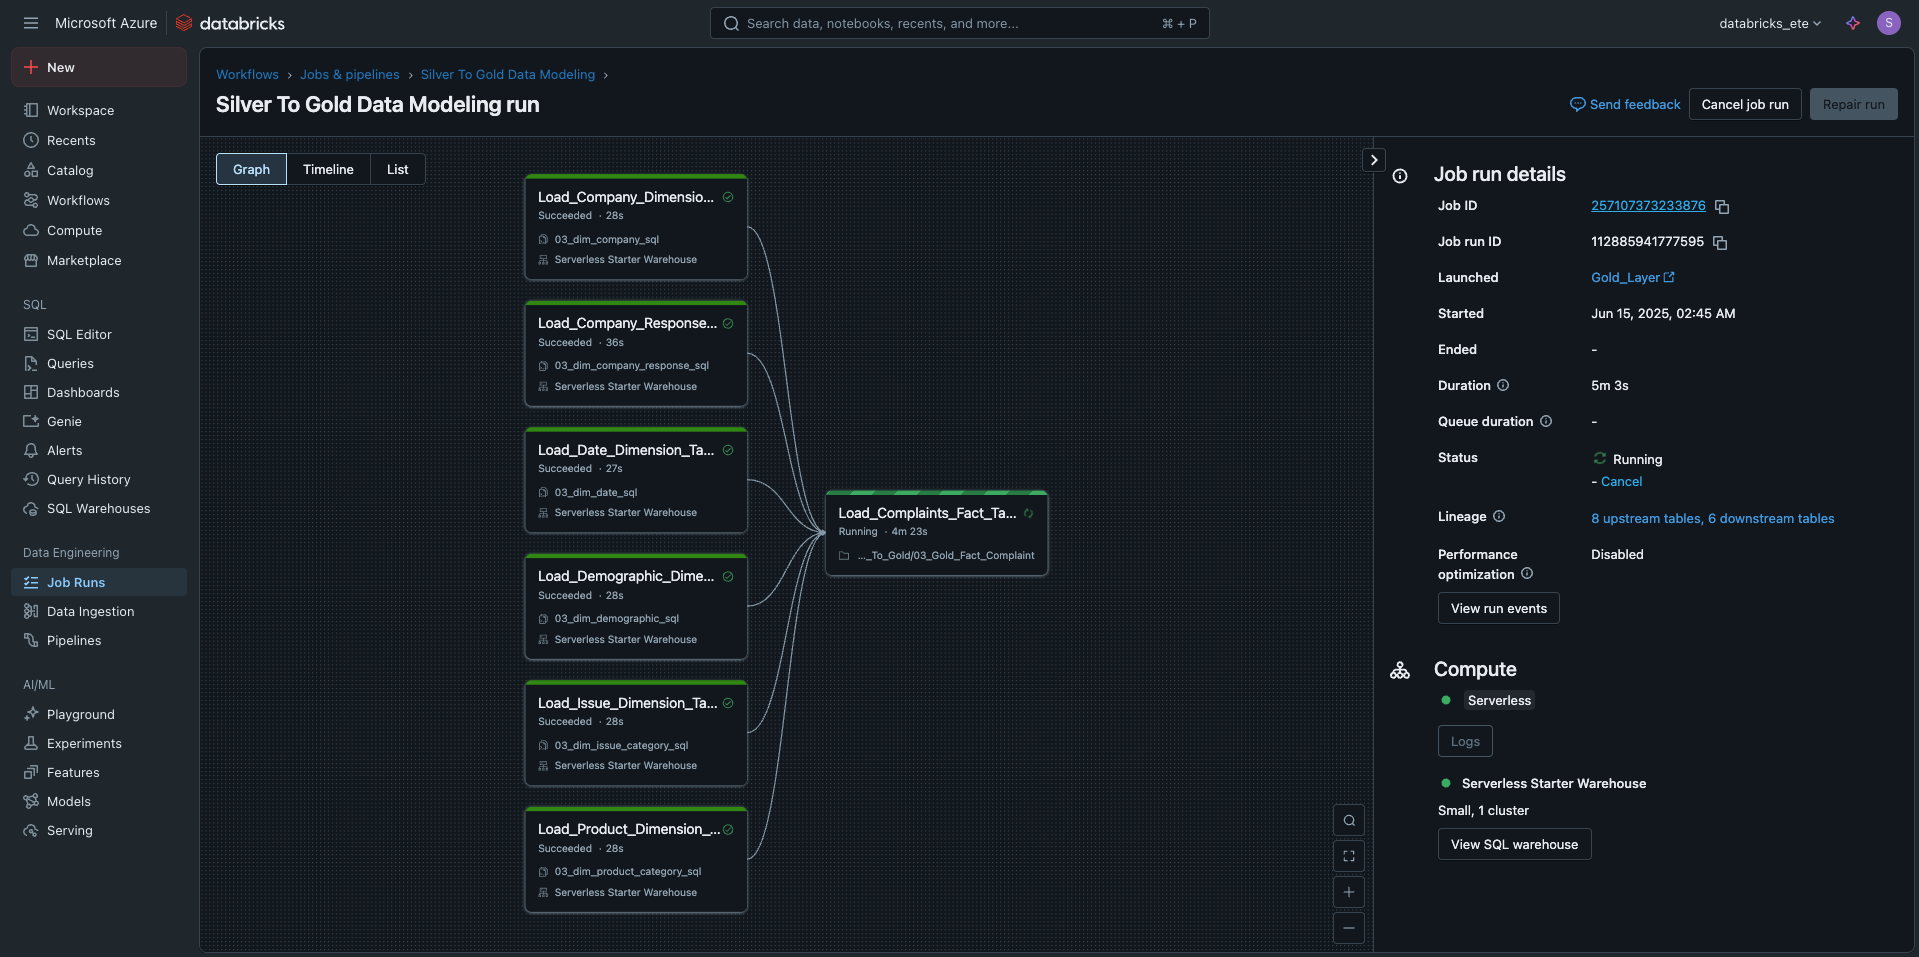 Microsoft Azure databricks
Search data, notebooks, recents, and more... ⌘ + P
databricks_ete
S
New
Workspace
Recents
Catalog
Workflows
Compute
Marketplace
SQL
SQL Editor
Queries
Dashboards
Genie
Alerts
Query History
SQL Warehouses
Data Engineering
Job Runs
Data Ingestion
Pipelines
AI/ML
Playground
Experiments
Features
Models
Serving
Workflows › Jobs & pipelines › Silver To Gold Data Modeling ›
Silver To Gold Data Modeling run
Send feedback
Cancel job run
Repair run
Graph Timeline List
Load_Company_Dimensio...
Succeeded · 28s
03_dim_company_sql
Serverless Starter Warehouse
Load_Company_Response...
Succeeded · 36s
03_dim_company_response_sql
Serverless Starter Warehouse
Load_Date_Dimension_Ta...
Succeeded · 27s
03_dim_date_sql
Serverless Starter Warehouse
Load_Demographic_Dime...
Succeeded · 28s
03_dim_demographic_sql
Serverless Starter Warehouse
Load_Issue_Dimension_Ta...
Succeeded · 28s
03_dim_issue_category_sql
Serverless Starter Warehouse
Load_Product_Dimension_...
Succeeded · 28s
03_dim_product_category_sql
Serverless Starter Warehouse
Load_Complaints_Fact_Ta...
Running · 4m 23s
..._To_Gold/03_Gold_Fact_Complaint
Job run details
Job ID 257107373233876
Job run ID 112885941777595
Launched Gold_Layer
Started Jun 15, 2025, 02:45 AM
Ended -
Duration 5m 3s
Queue duration -
Status Running
- Cancel
Lineage 8 upstream tables, 6 downstream tables
Performance optimization Disabled
View run events
Compute
Serverless
Logs
Serverless Starter Warehouse
Small, 1 cluster
View SQL warehouse